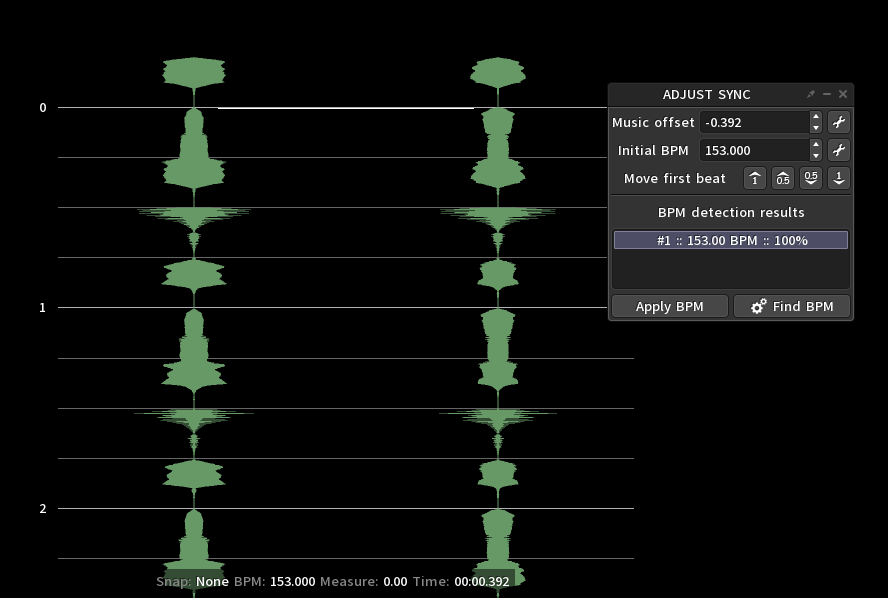 ADJUST SYNC
0
Music offset -0.392
Initial BPM 153.000
Move first beat 1 0.5 0.5 1
BPM detection results
#1 :: 153.00 BPM :: 100%
1
Apply BPM Find BPM
2
Snap: None BPM: 153.000 Measure: 0.00 Time: 00:00.392